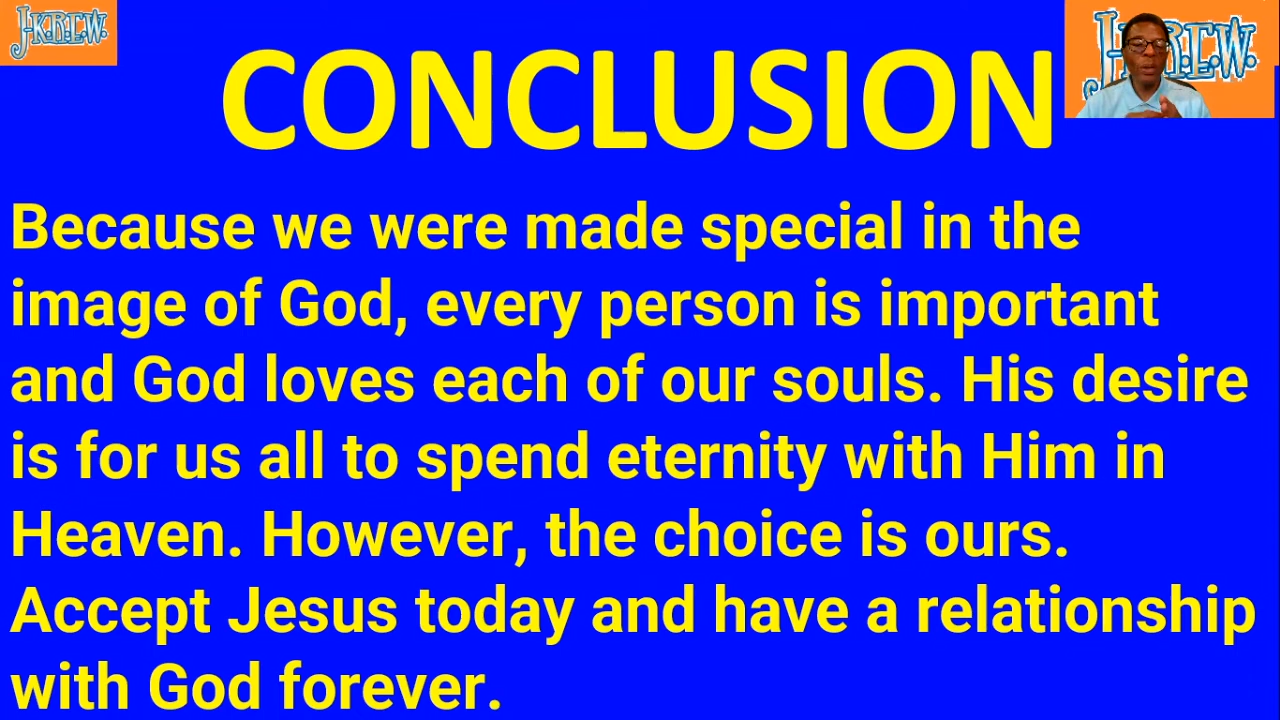 J-K.R.E.W.
CONCLUSION
Because we were made special in the
image of God, every person is important
and God loves each of our souls. His desire
is for us all to spend eternity with Him in
Heaven. However, the choice is ours.
Accept Jesus today and have a relationship
with God forever.